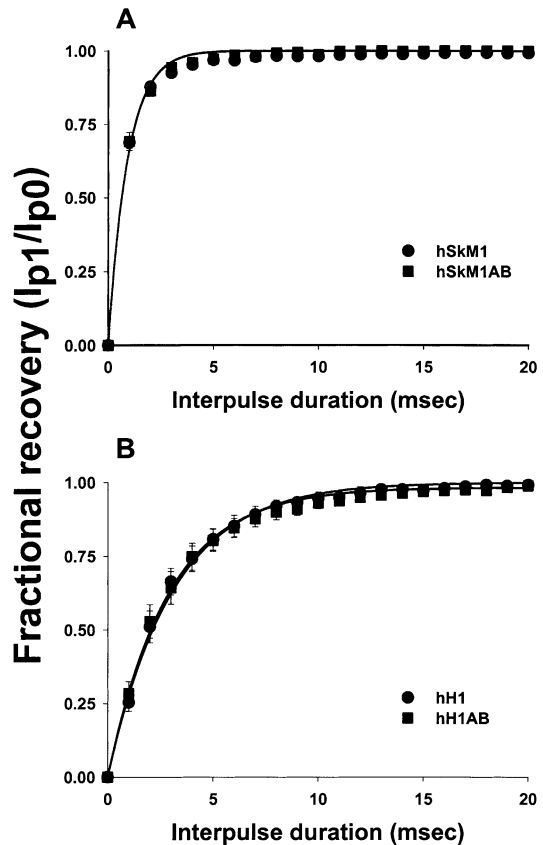 A
1.00
0.75
0.50
0.25
0.00
hSkM1
hSkM1AB
0 5 10 15 20
Interpulse duration (msec)
Fractional recovery (Ip1/Ip0)
B
1.00
0.75
0.50
0.25
0.00
hH1
hH1AB
0 5 10 15 20
Interpulse duration (msec)